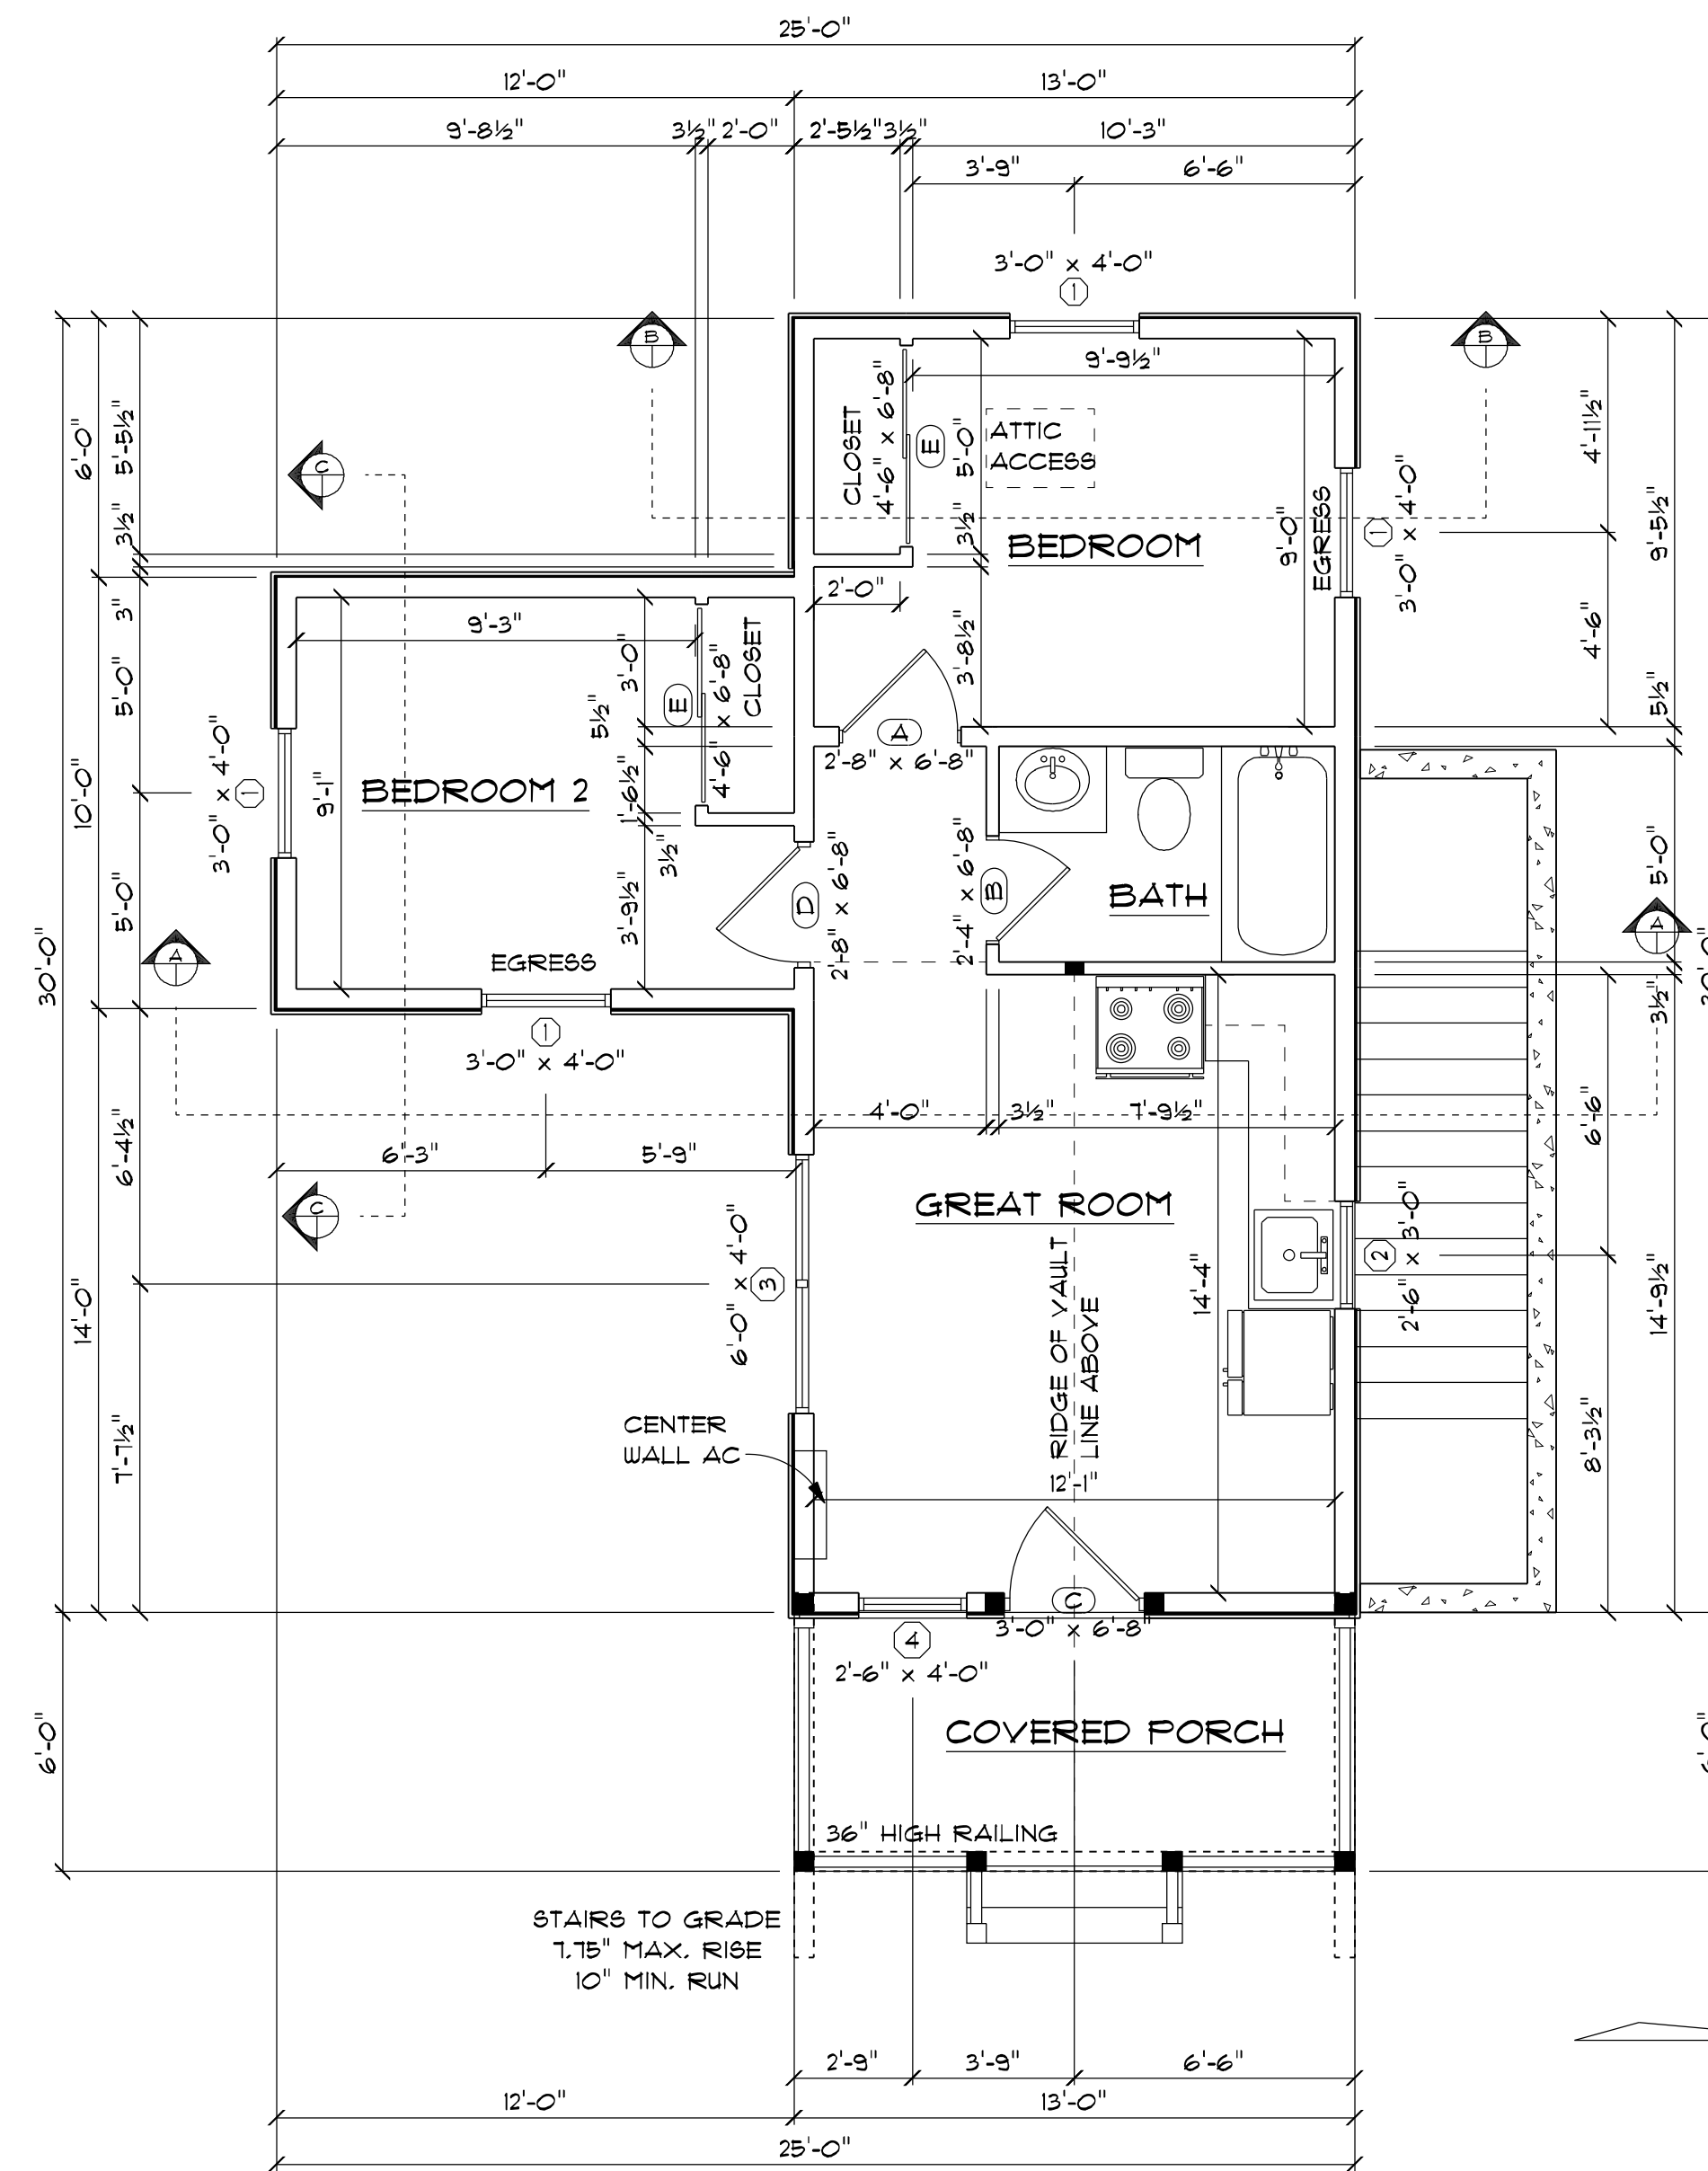 25'-0"
12'-0" 13'-0"
9'-8½" 3½" 2'-0" 2'-5½" 3½" 10'-3"
3'-9" 6'-6"
3'-0" x 4'-0"
1
B B
9'-9½"
CLOSET
4'-6" x 6'-8"
E
5'-0"
ATTIC
ACCESS
3½"
BEDROOM
9'-0"
EGRESS
1
3'-0" x 4'-0"
4'-11½"
4'-6"
9'-5½"
5½"
6'-0"
5'-5½"
3½"
3"
C
2'-0"
3'-8½"
9'-3"
3'-0"
5½"
E
4'-6" x 6'-8"
CLOSET
A
2'-8" x 6'-8"
10'-0"
5'-0"
5'-0"
3'-0" x 4'-0"
1
9'-1"
BEDROOM 2
1'-6½"
3½"
3'-9½"
D
2'-8" x 6'-8"
2'-4" x 6'-8"
B
BATH
5'-0"
A
A
3½"
30'-0"
30'-0"
EGRESS
1
3'-0" x 4'-0"
4'-0" 3½" 7'-9½"
6'-3" 5'-9"
6'-4½"
6'-6"
C
GREAT ROOM
6'-0" x 4'-0"
3
RIDGE OF VAULT
LINE ABOVE
14'-4"
2
2'-6" x 3'-0"
14'-0"
14'-9½"
7'-7½"
8'-3½"
CENTER
WALL AC
12'-1"
C
3'-0" x 6'-8"
4
2'-6" x 4'-0"
6'-0"
COVERED PORCH
36" HIGH RAILING
STAIRS TO GRADE
7.75" MAX. RISE
10" MIN. RUN
2'-9" 3'-9" 6'-6"
12'-0" 13'-0"
25'-0"